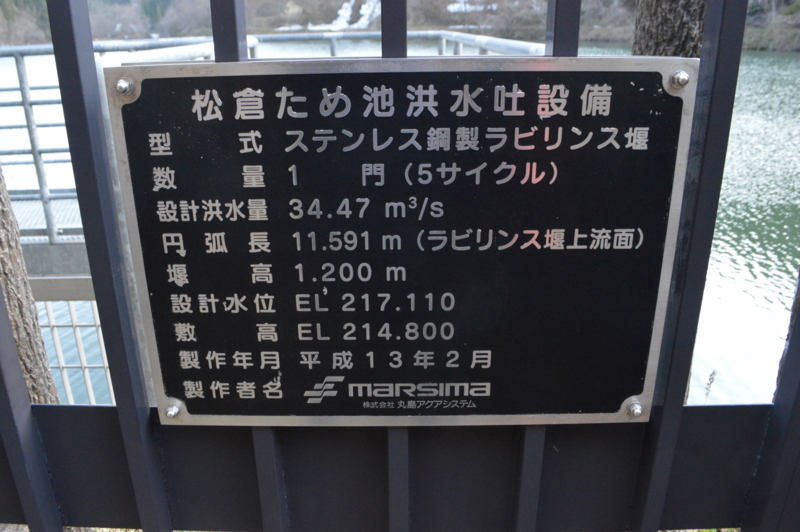 松倉ため池洪水吐設備
型式 ステンレス鋼製ラビリンス堰
数量 1 門（5サイクル）
設計洪水量 34.47 m³/s
円弧長 11.591 m（ラビリンス堰上流面）
堰高 1.200 m
設計水位 EL 217.110
敷高 EL 214.800
製作年月 平成13年2月
製作者名 marsima
株式会社 丸島アクアシステム